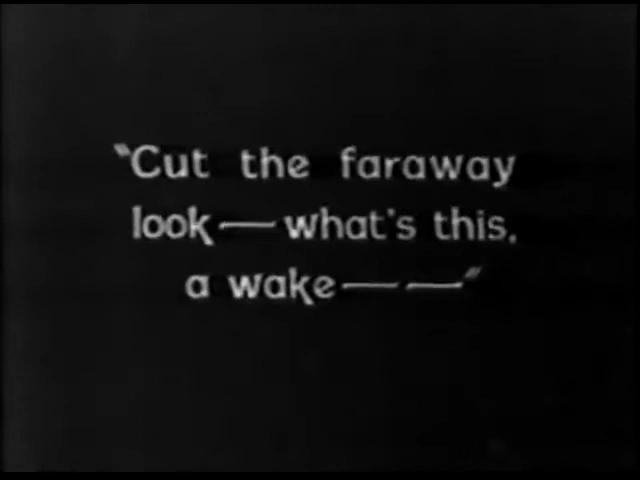 "Cut the faraway
look—what's this,
a wake— —"